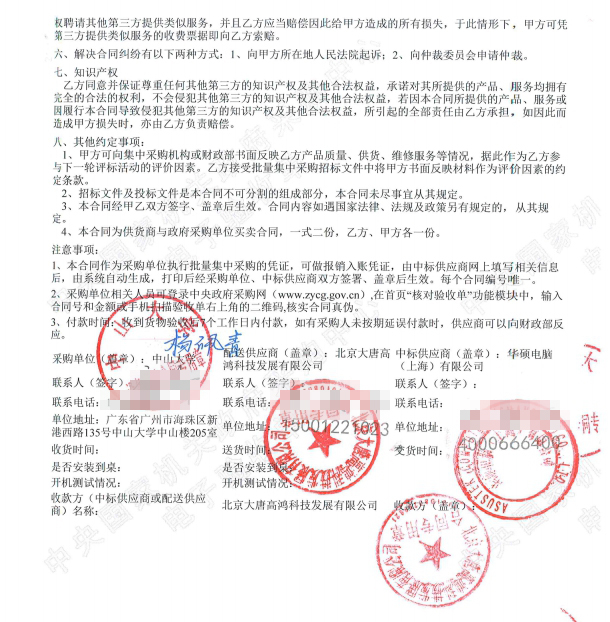 权聘请其他第三方提供类似服务，并且乙方应当赔偿因此给甲方造成的所有损失，于此情形下，甲方可凭
第三方提供类似服务的收费票据即向乙方索赔。
六、解决合同纠纷有以下两种方式：1、向甲方所在地人民法院起诉；2、向仲裁委员会申请仲裁。
七、知识产权
乙方同意并保证尊重任何其他第三方的知识产权及其他合法权益，承诺对其所提供的产品、服务均拥有
完全的合法的权利，不会侵犯其他第三方的知识产权及其他合法权益，若因本合同所提供的产品、服务或
因履行本合同导致侵犯其他第三方的知识产权及其他合法权益，所引起的全部责任由乙方承担，如因此而
造成甲方损失时，亦由乙方负责赔偿。
八、其他约定事项：
1、甲方可向集中采购机构或财政部书面反映乙方产品质量、供货、维修服务等情况，据此作为乙方参
与下一轮评标活动的评价因素。乙方接受批量集中采购招标文件中将甲方书面反映材料作为评价因素的约
定条款。
2、招标文件及投标文件是本合同不可分割的组成部分，本合同未尽事宜从其规定。
3、本合同经甲乙双方签字、盖章后生效。合同内容如遇国家法律、法规及政策另有规定的，从其规
定。
4、本合同为供货商与政府采购单位买卖合同，一式二份，乙方、甲方各一份。
注意事项：
1、本合同作为采购单位执行批量集中采购的凭证，可做报销入账凭证，由中标供应商网上填写相关信息
后，由系统自动生成，打印后经采购单位、中标供应商双方签署、盖章后生效。每个合同编号唯一。
2、采购单位相关人员可登录中央政府采购网（www.zycg.gov.cn）,在首页“核对验收单”功能模块中，输入
合同号和金额或手机扫描验收单右上角的二维码,核实合同真伪。
3、付款时间：收到货物验收后7个工作日内付款，如有采购人未按期延误付款时，供应商可以向财政部反
应。
杨佩青
采购单位（盖章）：中山大学
配送供应商（盖章）：北京大唐高
鸿科技发展有限公司
中标供应商（盖章）：华硕电脑
（上海）有限公司
联系人（签字）
联系人（签字）
联系人（签字）：
联系电话：
联系电话：
联系电话：
单位地址：广东省广州市海珠区新
港西路135号中山大学中山楼205室
单位地址：15001221023
单位地址：4000666400
收货时间：
送货时间：
发货时间：
是否安装到桌：
是否安装到桌：
开机测试情况：
开机测试情况：
收款方（中标供应商或配送供应
商）名称：
北京大唐高鸿科技发展有限公司
收款方（盖章）：
合同专用章